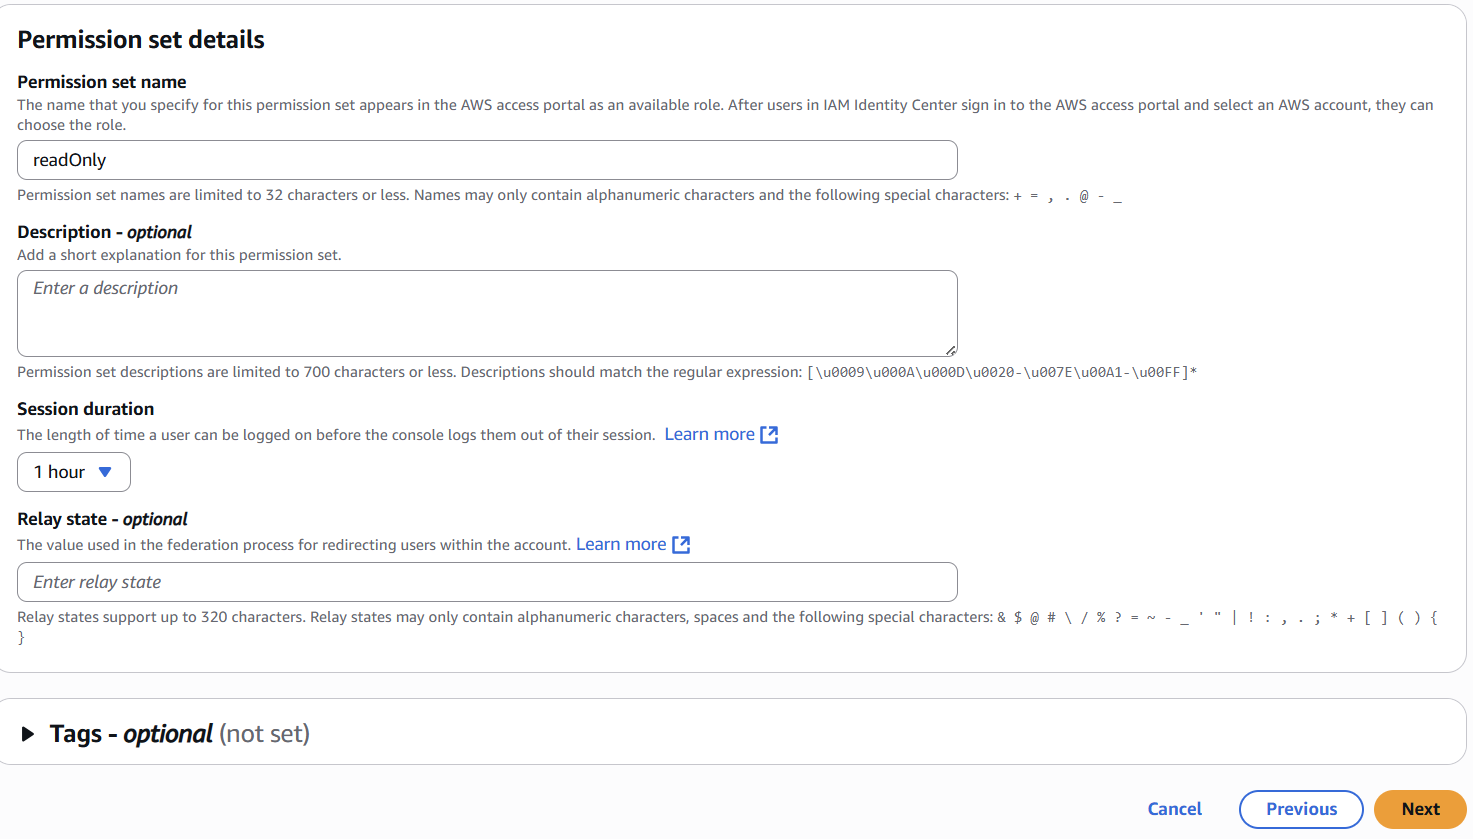 Permission set details
Permission set name
The name that you specify for this permission set appears in the AWS access portal as an available role. After users in IAM Identity Center sign in to the AWS access portal and select an AWS account, they can
choose the role.
readOnly
Permission set names are limited to 32 characters or less. Names may only contain alphanumeric characters and the following special characters: + = , . @ - _
Description - optional
Add a short explanation for this permission set.
Enter a description
Permission set descriptions are limited to 700 characters or less. Descriptions should match the regular expression: [\u0009\u000A\u000D\u0020-\u007E\u00A1-\u00FF]*
Session duration
The length of time a user can be logged on before the console logs them out of their session. Learn more
1 hour
Relay state - optional
The value used in the federation process for redirecting users within the account. Learn more
Enter relay state
Relay states support up to 320 characters. Relay states may only contain alphanumeric characters, spaces and the following special characters: & $ @ # \ / % ? = ~ - _ ' " | ! : , . ; * + [ ] ( ) {
}
Tags - optional (not set)
Cancel Previous Next